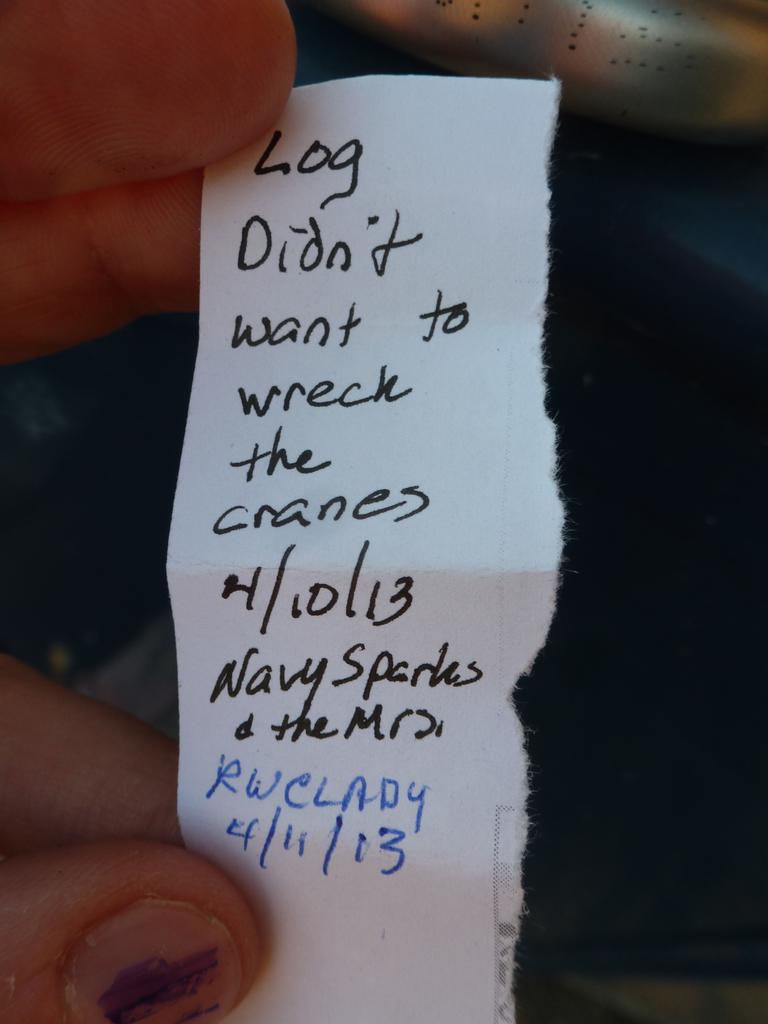 Log
Didn't
want to
wreck
the
cranes
4/10/13
Navy Sparks
& the Mrs.
RWCLADY
4/11/13